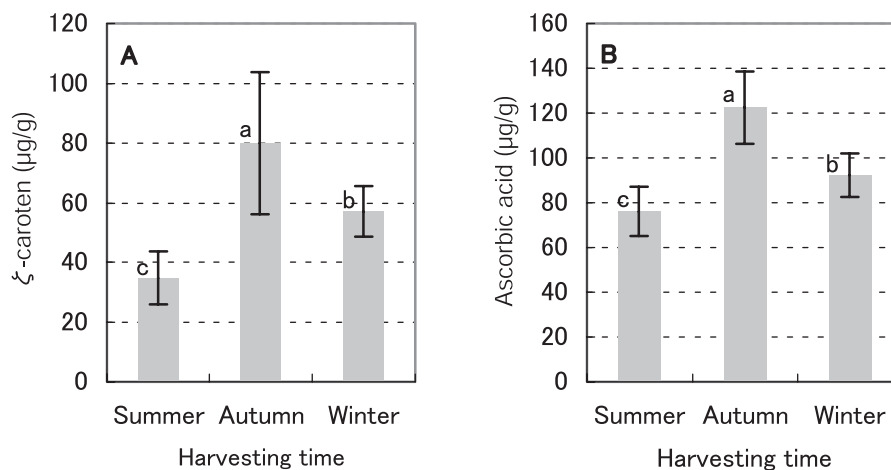 A
ζ-caroten (μg/g)
120
100
80
60
40
20
0
a
b
c
Summer Autumn Winter
Harvesting time
B
Ascorbic acid (μg/g)
160
140
120
100
80
60
40
20
0
a
b
c
Summer Autumn Winter
Harvesting time